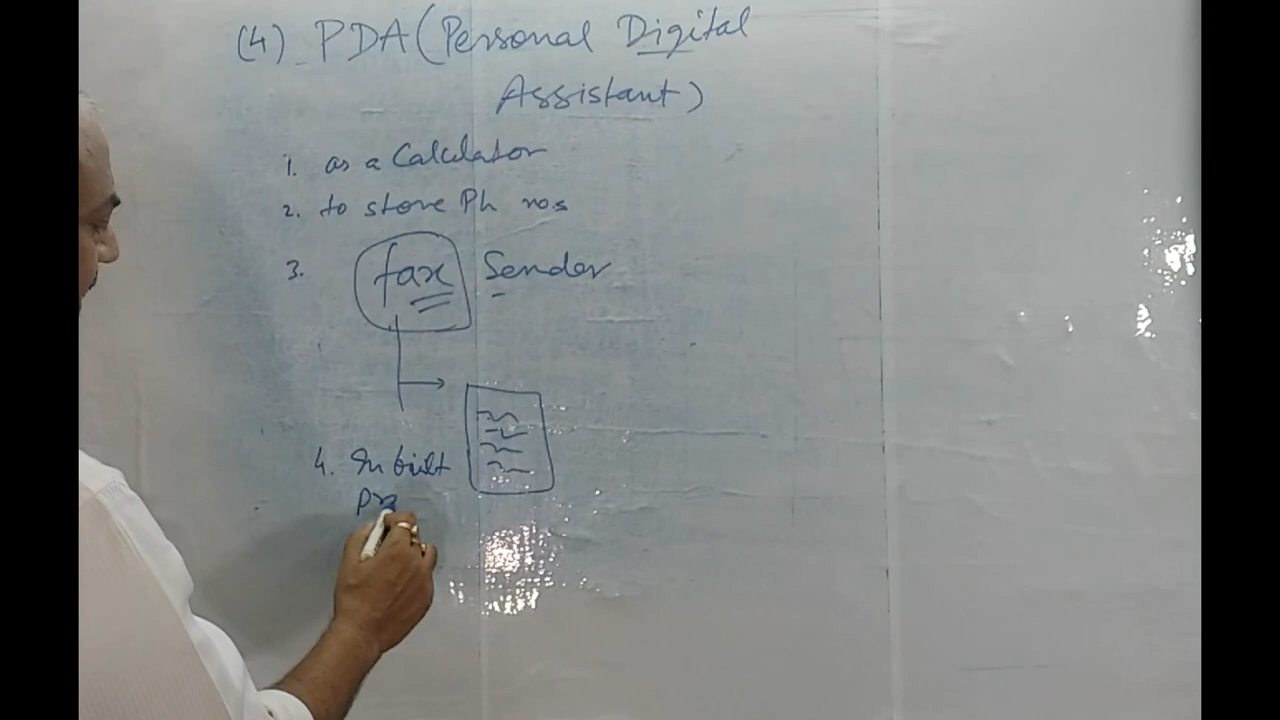 (4) PDA (Personal Digital
Assistant)
1. as a Calculator
2. to store Ph nos
3. fax Sender
4. In built